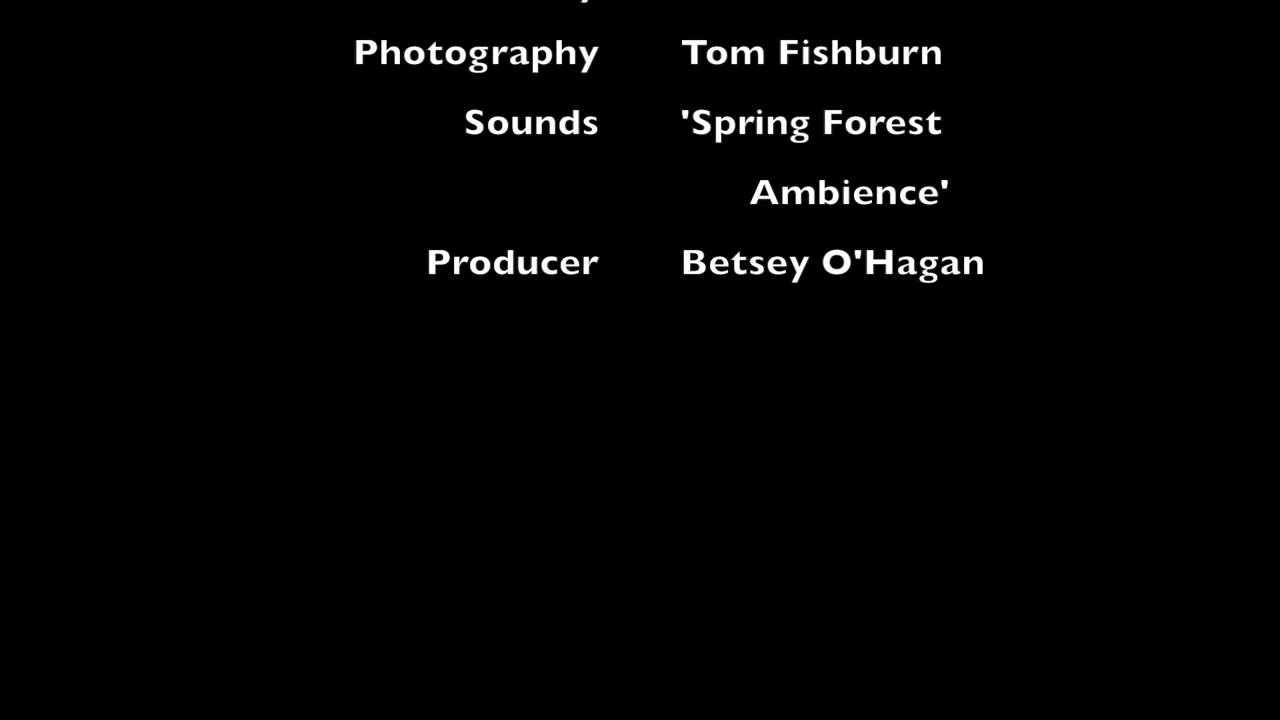 Photography Tom Fishburn
Sounds 'Spring Forest
Ambience'
Producer Betsey O'Hagan